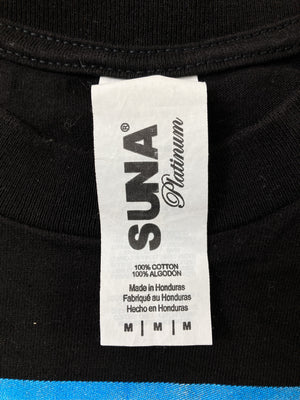 SUNA®
Platinum
100% COTTON
100% ALGODON
Made in Honduras
Fabriqué au Honduras
Hecho en Honduras
M | M | M